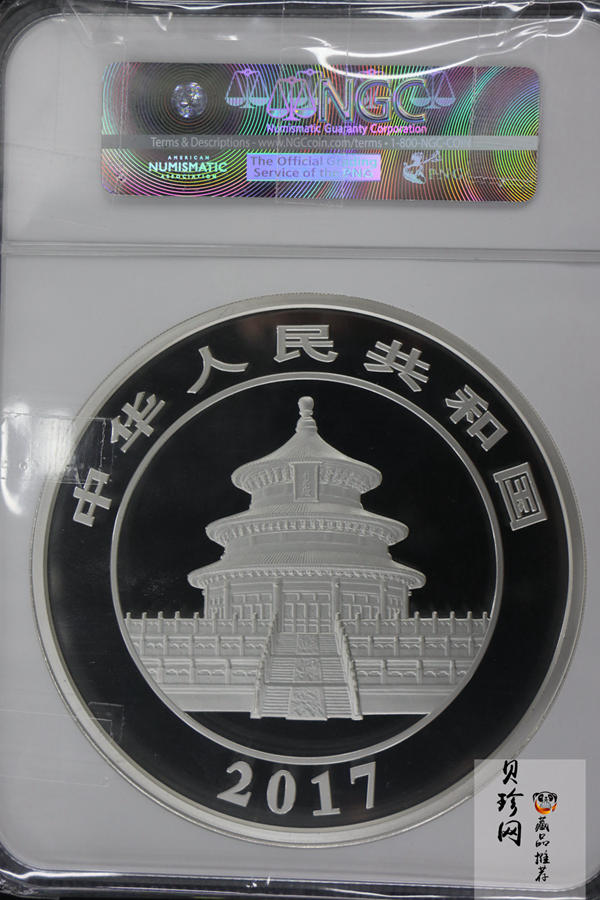 NGC
Numismatic Guaranty Corporation
Terms & Descriptions - www.NGCcoin.com/terms • 1-800-NGC-COIN
AMERICAN
NUMISMATIC
ASSOCIATION
The Official Grading
Service of the ANA
PNG
中华人民共和国
2017
贝珍网
藏品推荐